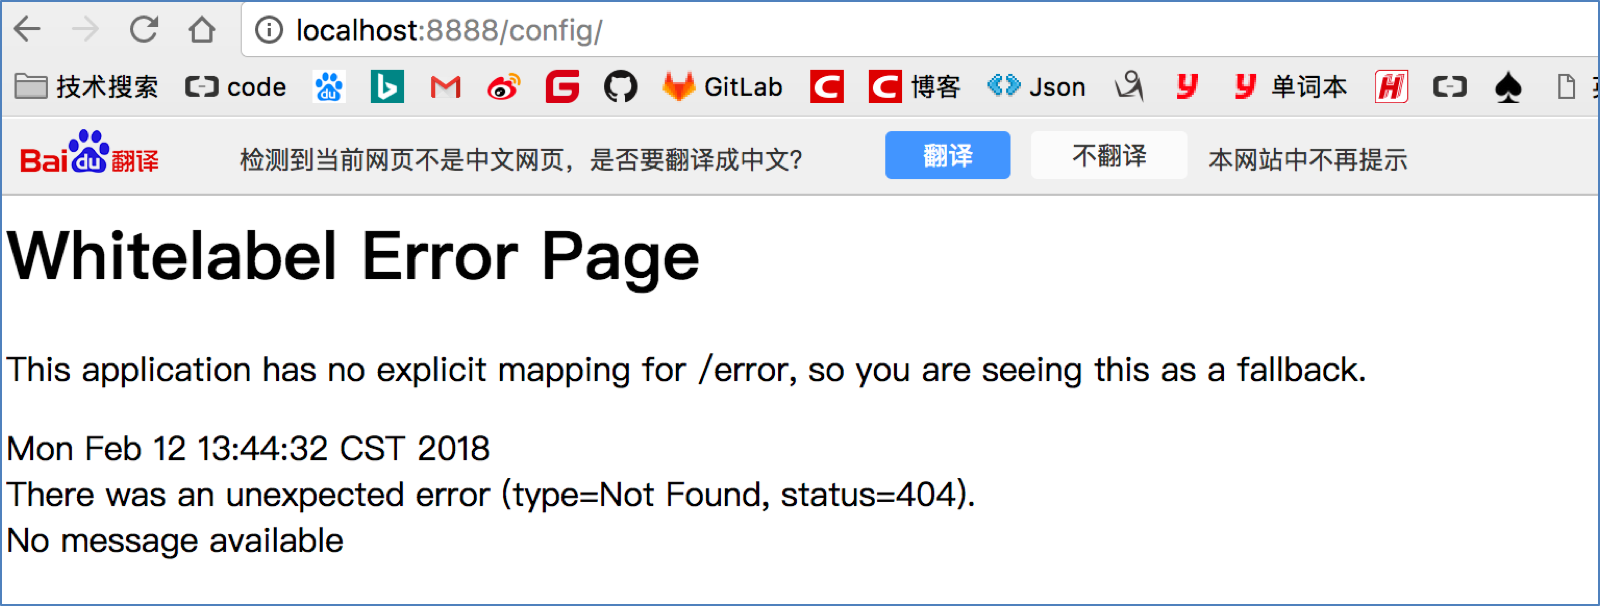 localhost:8888/config/
技术搜索 code du GitLab 博客 Json 单词本
Bai du 翻译 检测到当前网页不是中文网页，是否要翻译成中文? 翻译 不翻译 本网站中不再提示
Whitelabel Error Page
This application has no explicit mapping for /error, so you are seeing this as a fallback.
Mon Feb 12 13:44:32 CST 2018
There was an unexpected error (type=Not Found, status=404).
No message available